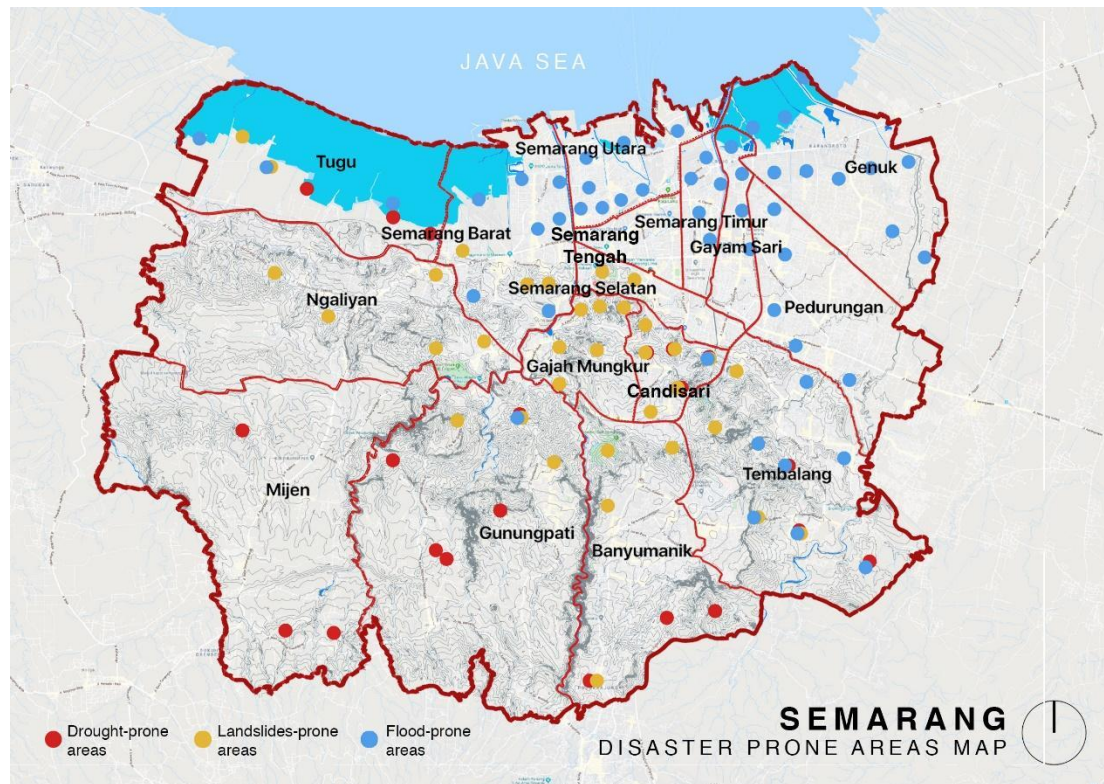 JAVA SEA
Semarang Utara
Tugu
Genuk
KARANGROTO
Semarang Timur
Semarang Barat
Semarang
Tengah
Gayam Sari
Semarang Selatan
Ngaliyan
Pedurungan
Gajah Mungkur
Candisari
Mijen
Tembalang
Gunungpati
Banyumanik
Drought-prone
areas
Landslides-prone
areas
Flood-prone
areas
SEMARANG
DISASTER PRONE AREAS MAP